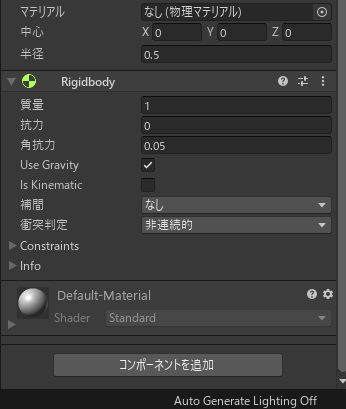 マテリアル なし (物理マテリアル)
中心 X 0 Y 0 Z 0
半径 0.5
Rigidbody
質量 1
抗力 0
角抗力 0.05
Use Gravity
Is Kinematic
補間 なし
衝突判定 非連続的
Constraints
Info
Default-Material
Shader Standard
コンポーネントを追加
Auto Generate Lighting Off